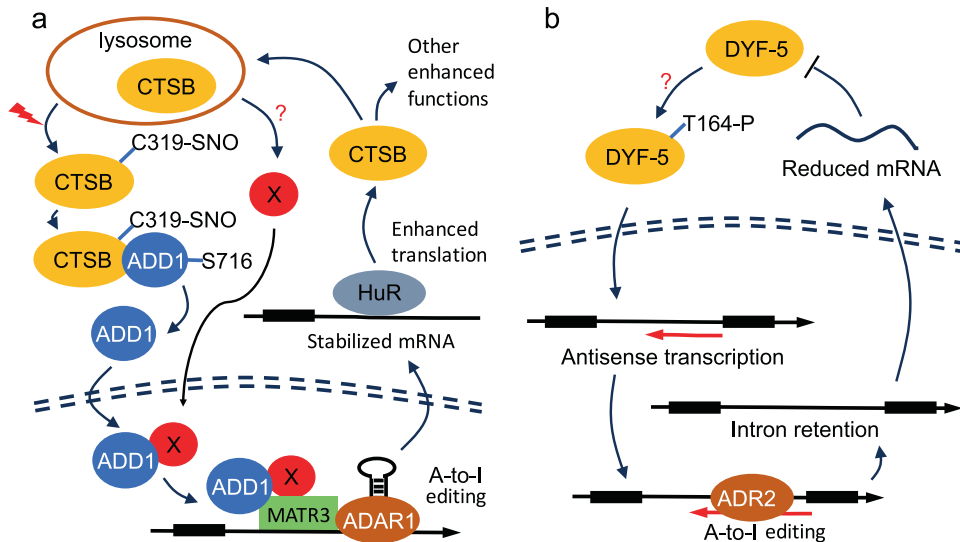 a
lysosome
CTSB
C319-SNO
CTSB
C319-SNO
CTSB
ADD1
S716
ADD1
?
X
Other
enhanced
functions
CTSB
Enhanced
translation
HuR
Stabilized mRNA
ADD1
X
ADD1
X
MATR3
ADAR1
A-to-I
editing
b
DYF-5
?
T164-P
DYF-5
Reduced mRNA
Antisense transcription
Intron retention
ADR2
A-to-I editing